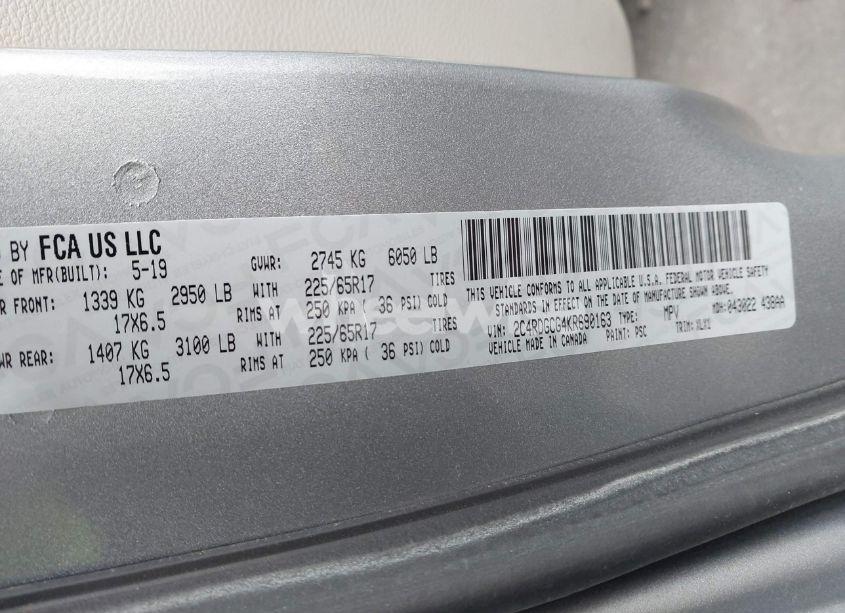 BY FCA US LLC
OF MFR(BUILT): 5-19 GVWR: 2745 KG 6050 LB
FRONT: 1339 KG 2950 LB WITH 225/65R17 TIRES
17X6.5 RIMS AT 250 KPA ( 36 PSI) COLD
REAR: 1407 KG 3100 LB WITH 225/65R17 TIRES
17X6.5 RIMS AT 250 KPA ( 36 PSI) COLD
THIS VEHICLE CONFORMS TO ALL APPLICABLE U.S.A. FEDERAL MOTOR VEHICLE SAFETY
STANDARDS IN EFFECT ON THE DATE OF MANUFACTURE SHOWN ABOVE.
VIN: 2C4RDGCG4KR690163 TYPE: MPV MDH: 043022 438AA
VEHICLE MADE IN CANADA PAINT: PSC TRIM: